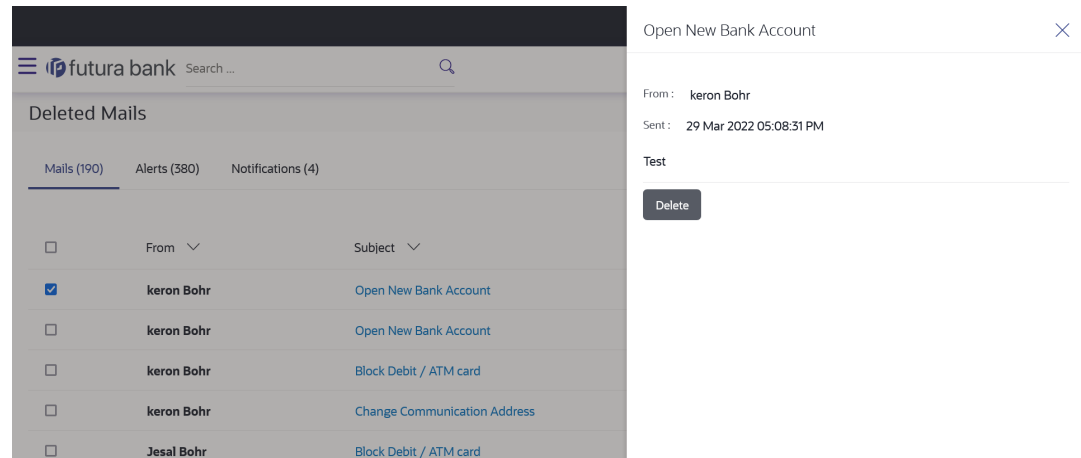 Open New Bank Account
futura bank Search ...
From : keron Bohr
Deleted Mails
Sent : 29 Mar 2022 05:08:31 PM
Test
Mails (190) Alerts (380) Notifications (4)
Delete
From Subject
keron Bohr Open New Bank Account
keron Bohr Open New Bank Account
keron Bohr Block Debit / ATM card
keron Bohr Change Communication Address
Jesal Bohr Block Debit / ATM card